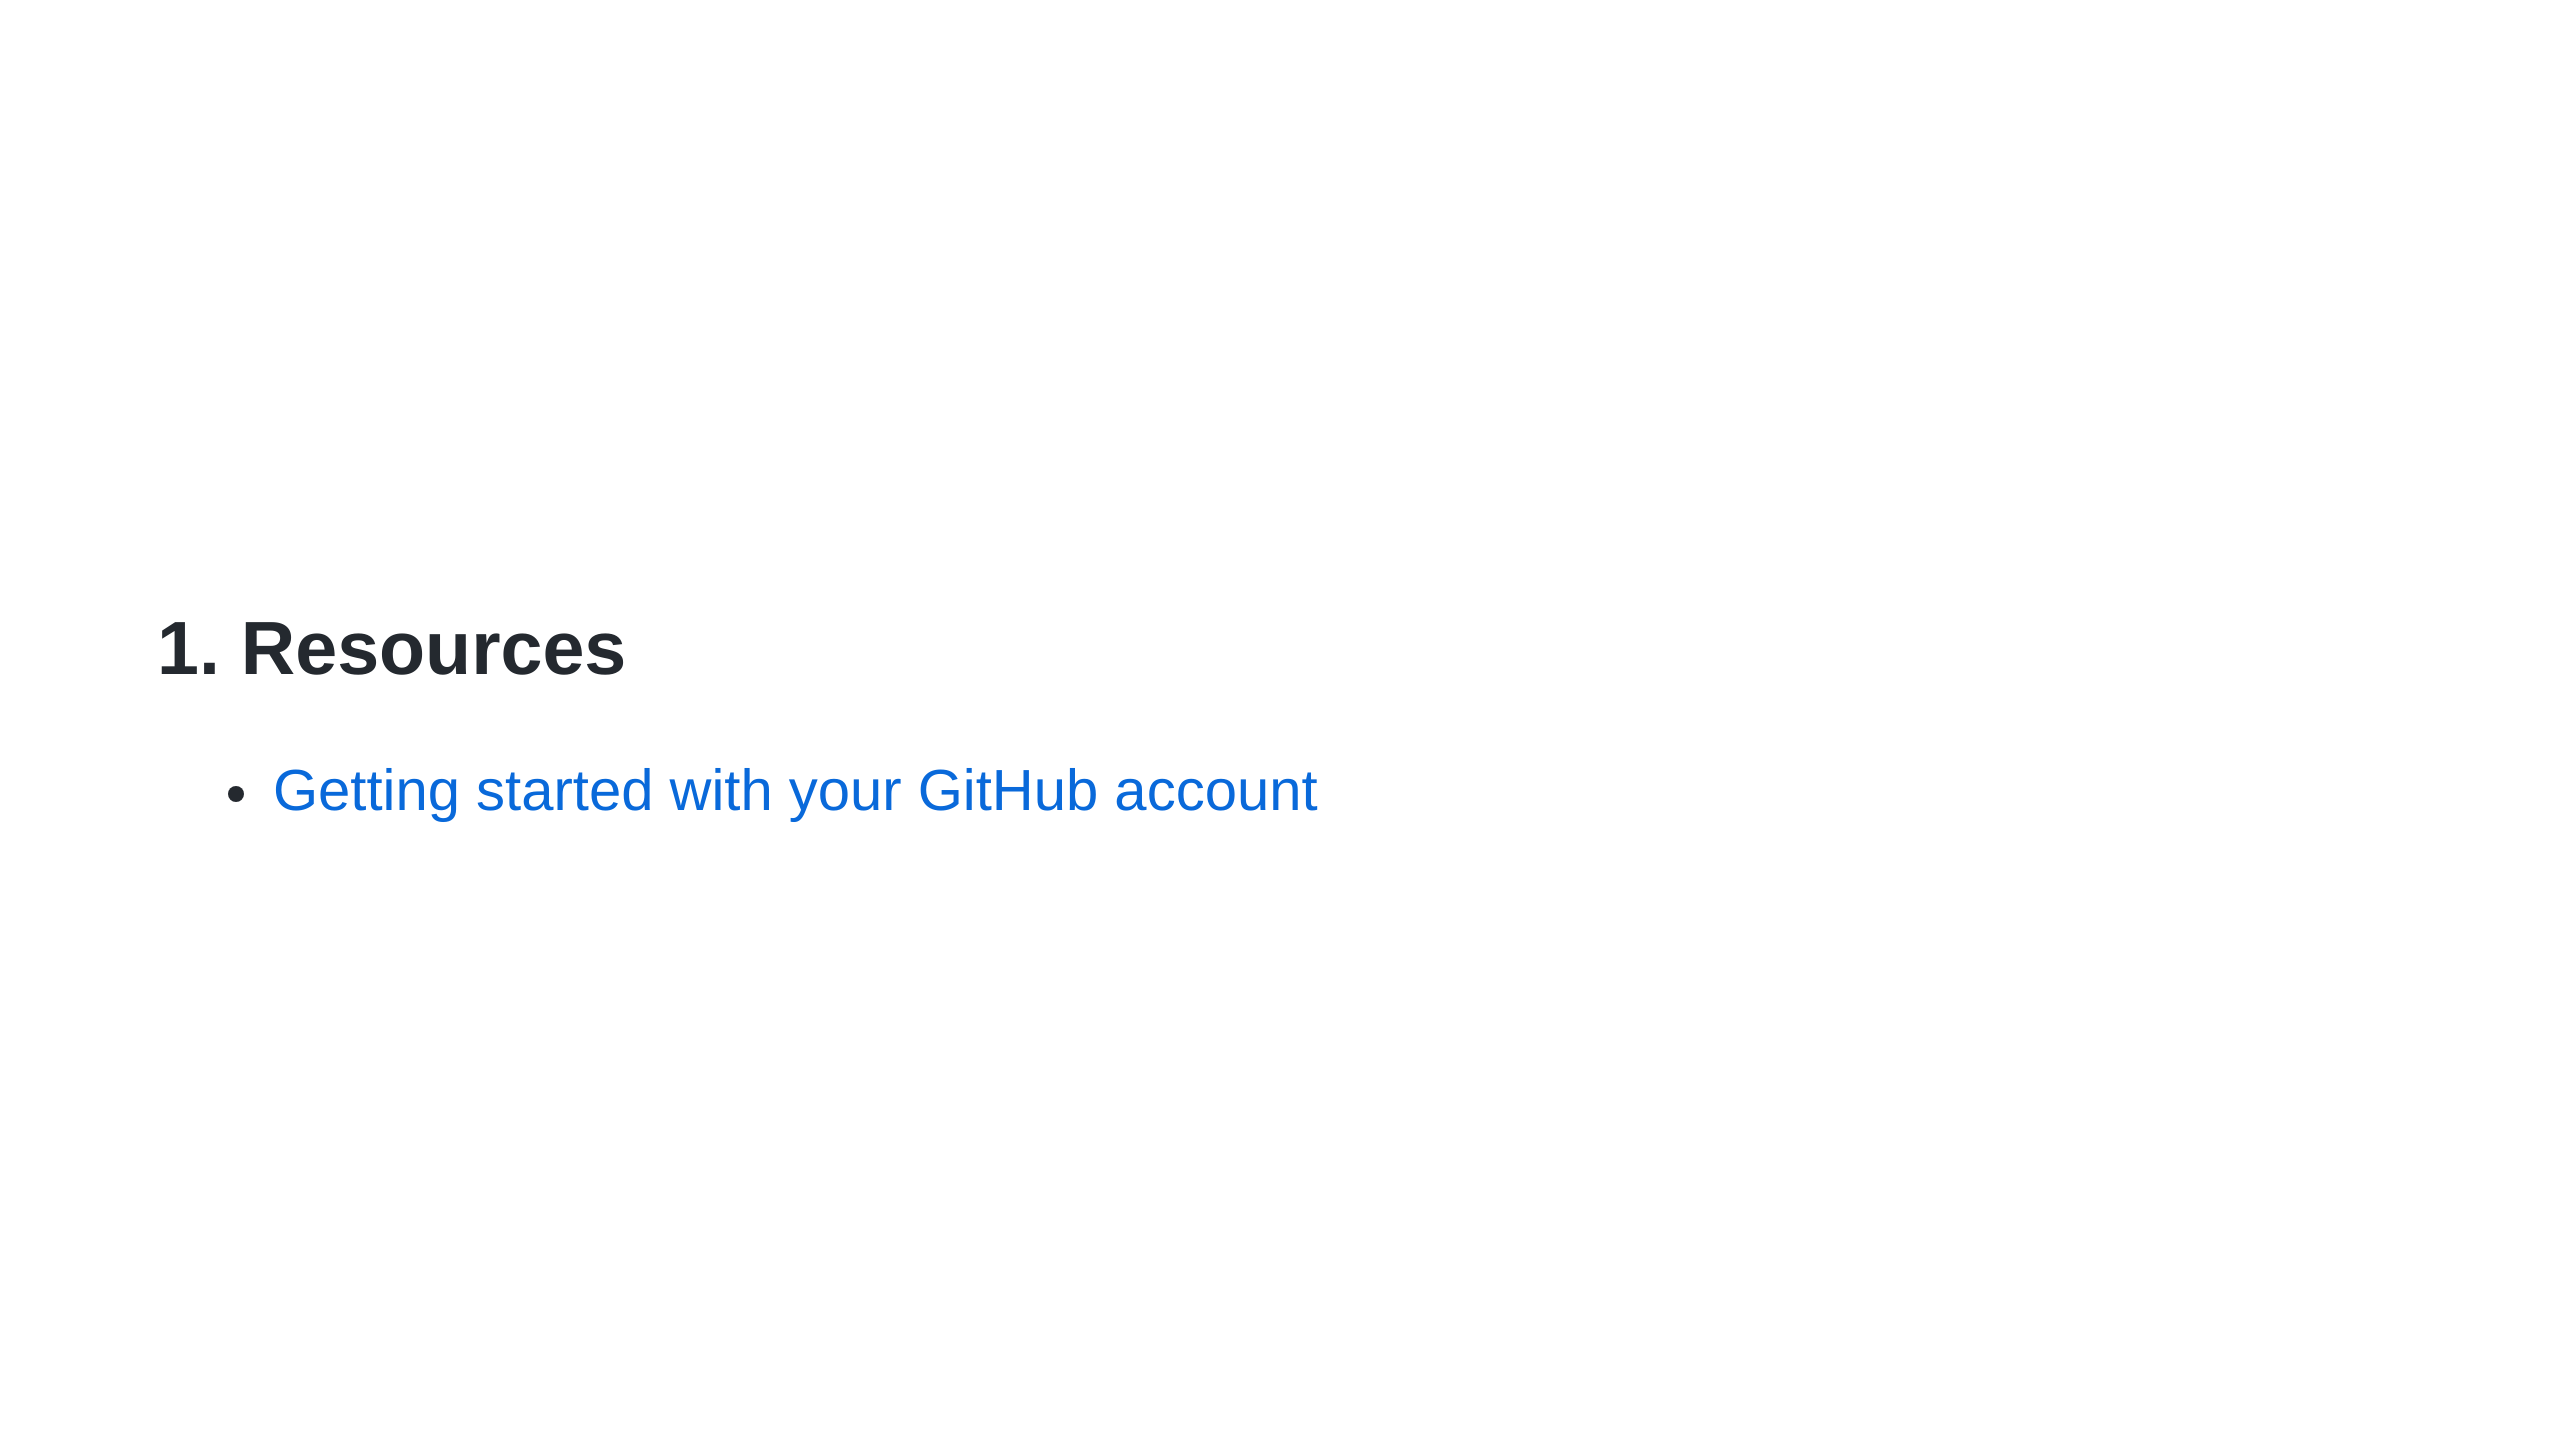 1. Resources
• Getting started with your GitHub account